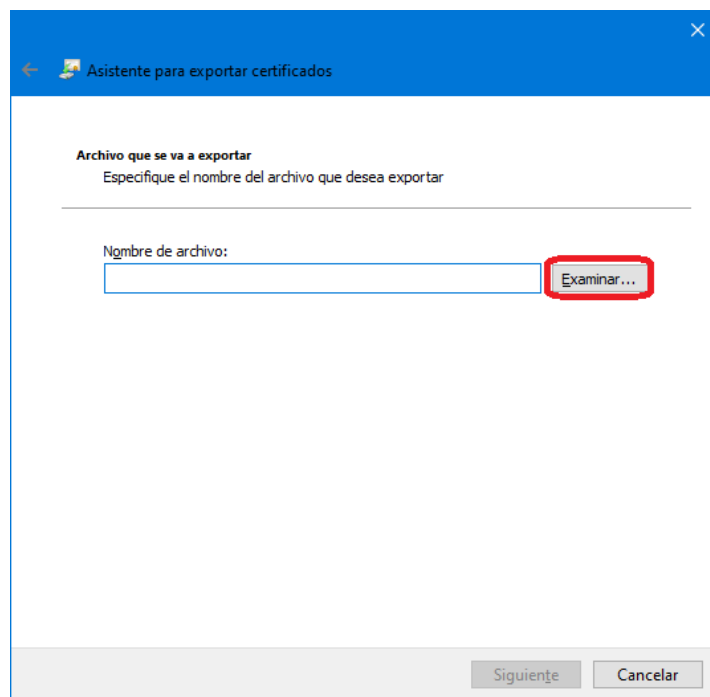 Asistente para exportar certificados
Archivo que se va a exportar
Especifique el nombre del archivo que desea exportar
Nombre de archivo:
Examinar...
Siguiente
Cancelar